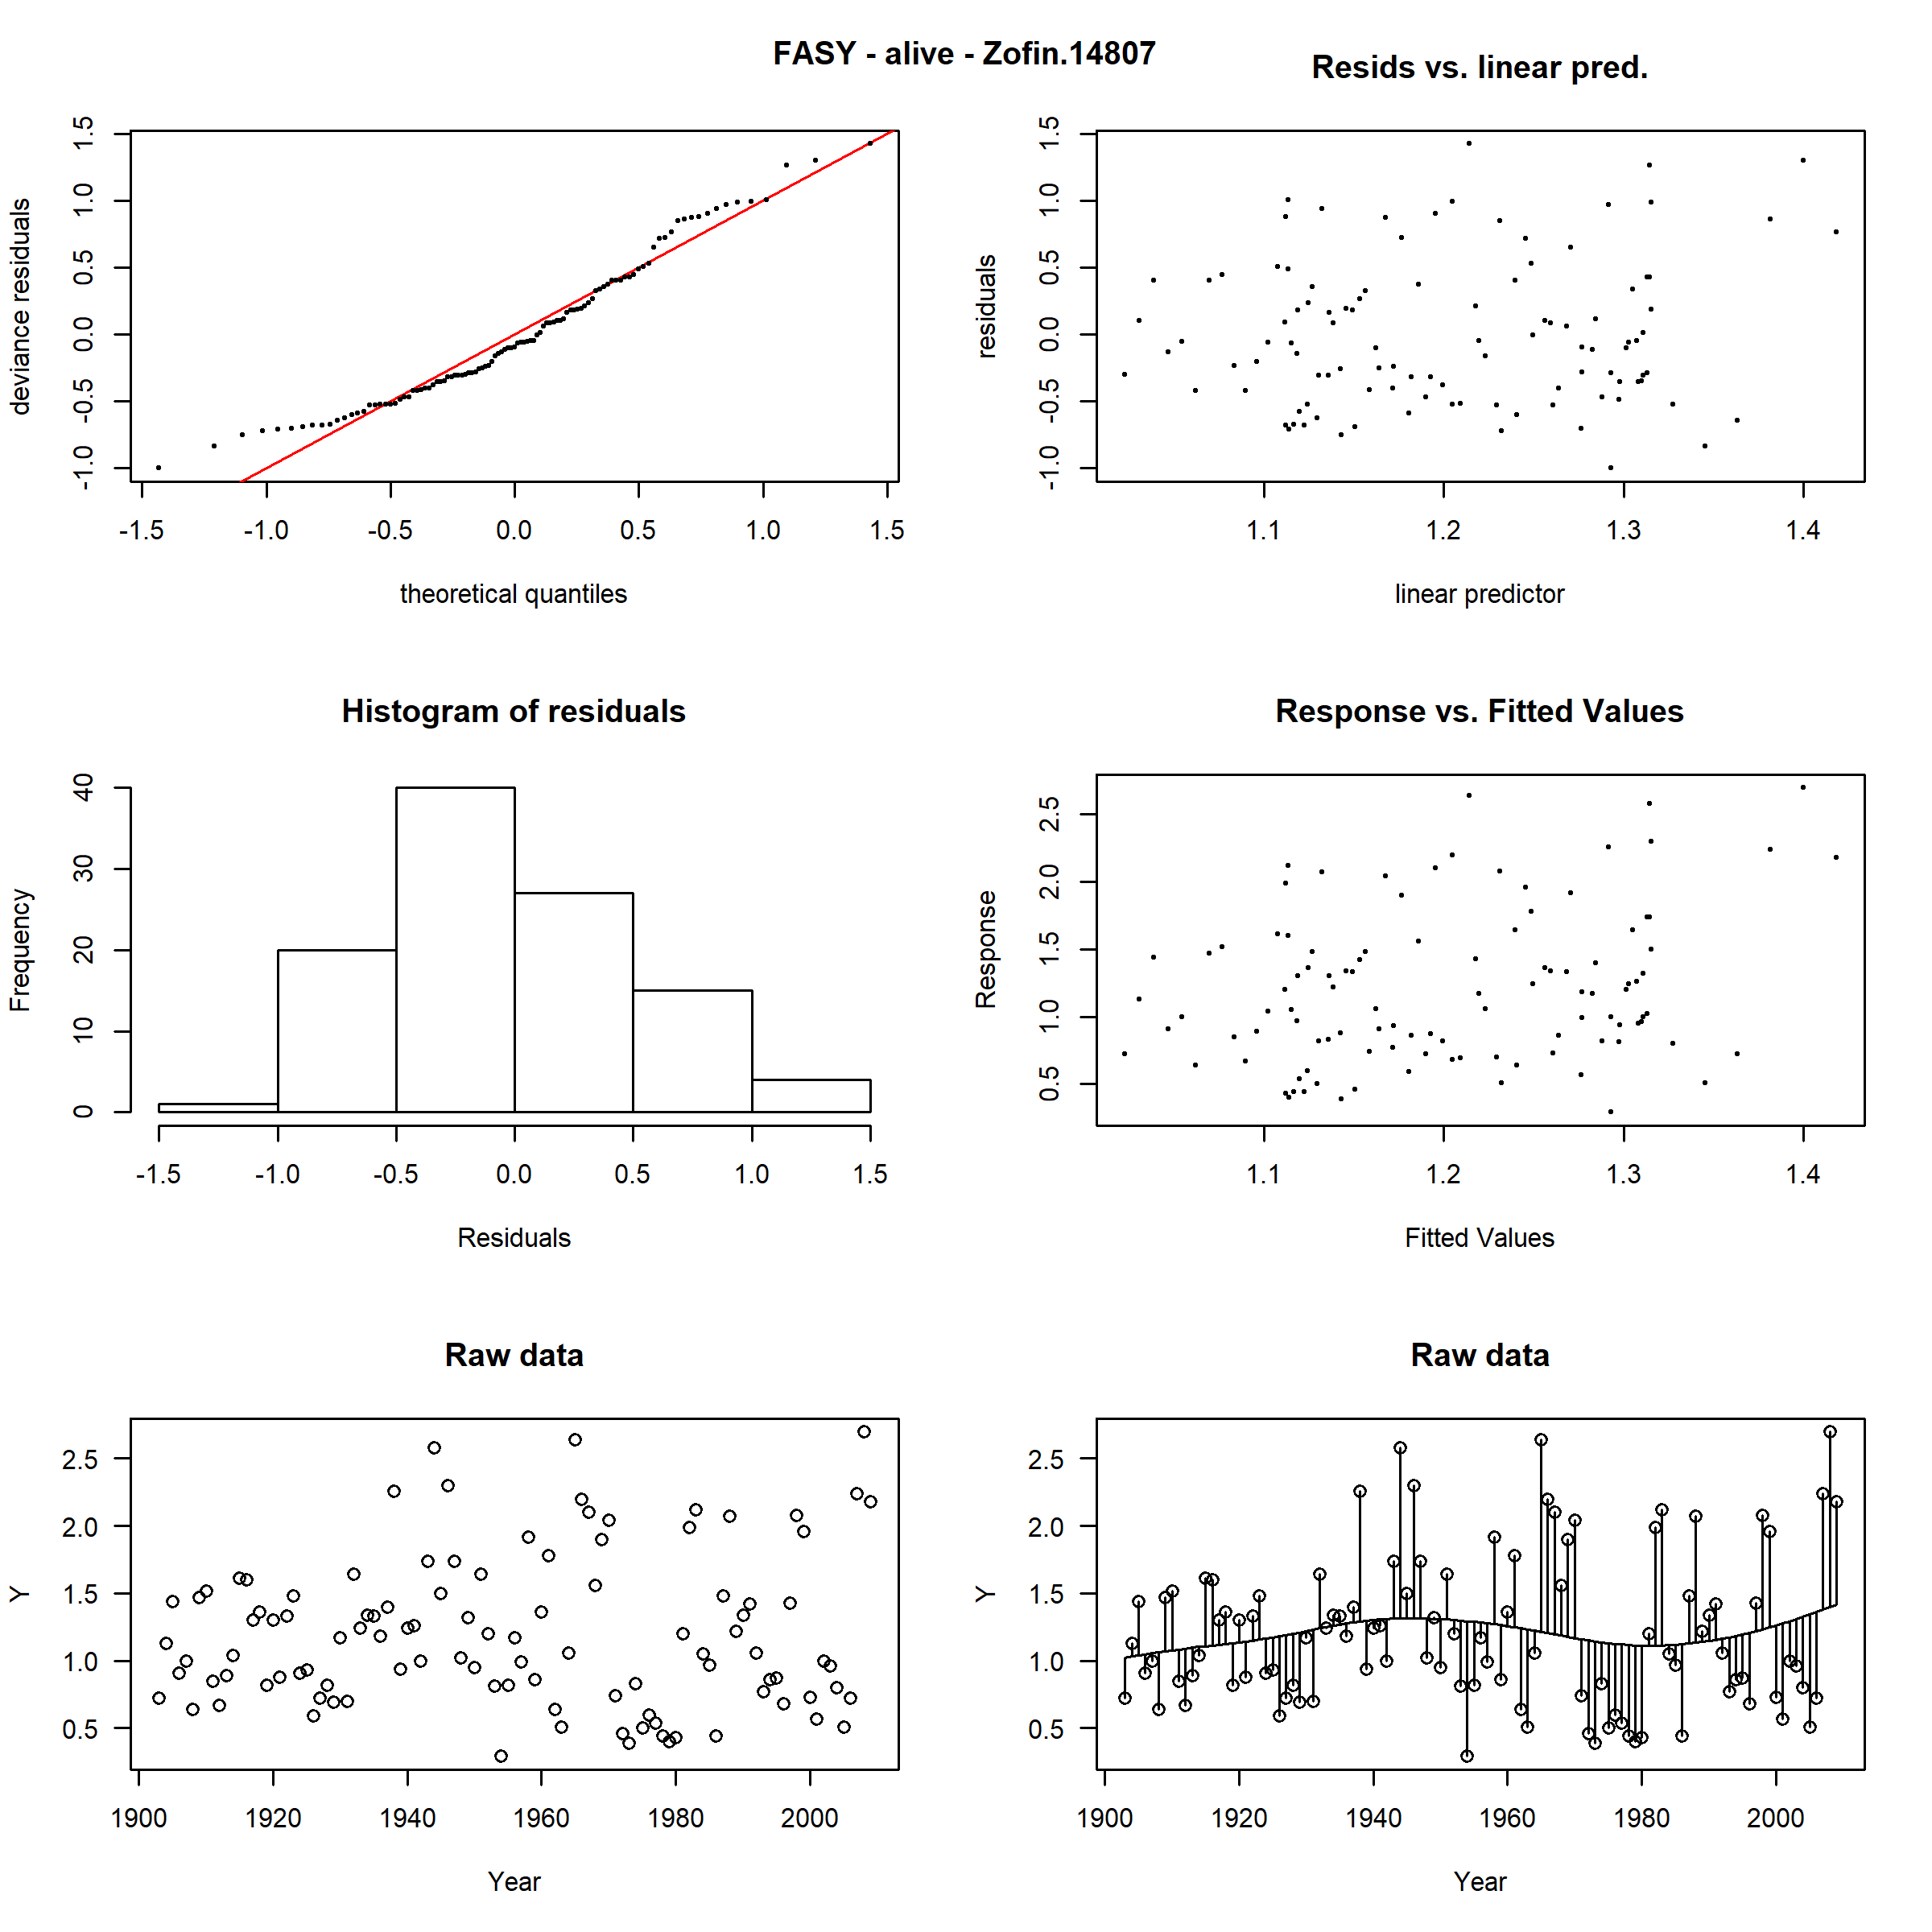 FASY - alive - Zofin.14807
Resids vs. linear pred.
deviance residuals
-1.0 -0.5 0.0 0.5 1.0 1.5
-1.5 -1.0 -0.5 0.0 0.5 1.0 1.5
theoretical quantiles
residuals
-1.0 -0.5 0.0 0.5 1.0 1.5
1.1 1.2 1.3 1.4
linear predictor
Histogram of residuals
Frequency
0 10 20 30 40
-1.5 -1.0 -0.5 0.0 0.5 1.0 1.5
Residuals
Response vs. Fitted Values
Response
0.5 1.0 1.5 2.0 2.5
1.1 1.2 1.3 1.4
Fitted Values
Raw data
Y
2.5
2.0
1.5
1.0
0.5
1900 1920 1940 1960 1980 2000
Year
Raw data
Y
2.5
2.0
1.5
1.0
0.5
1900 1920 1940 1960 1980 2000
Year